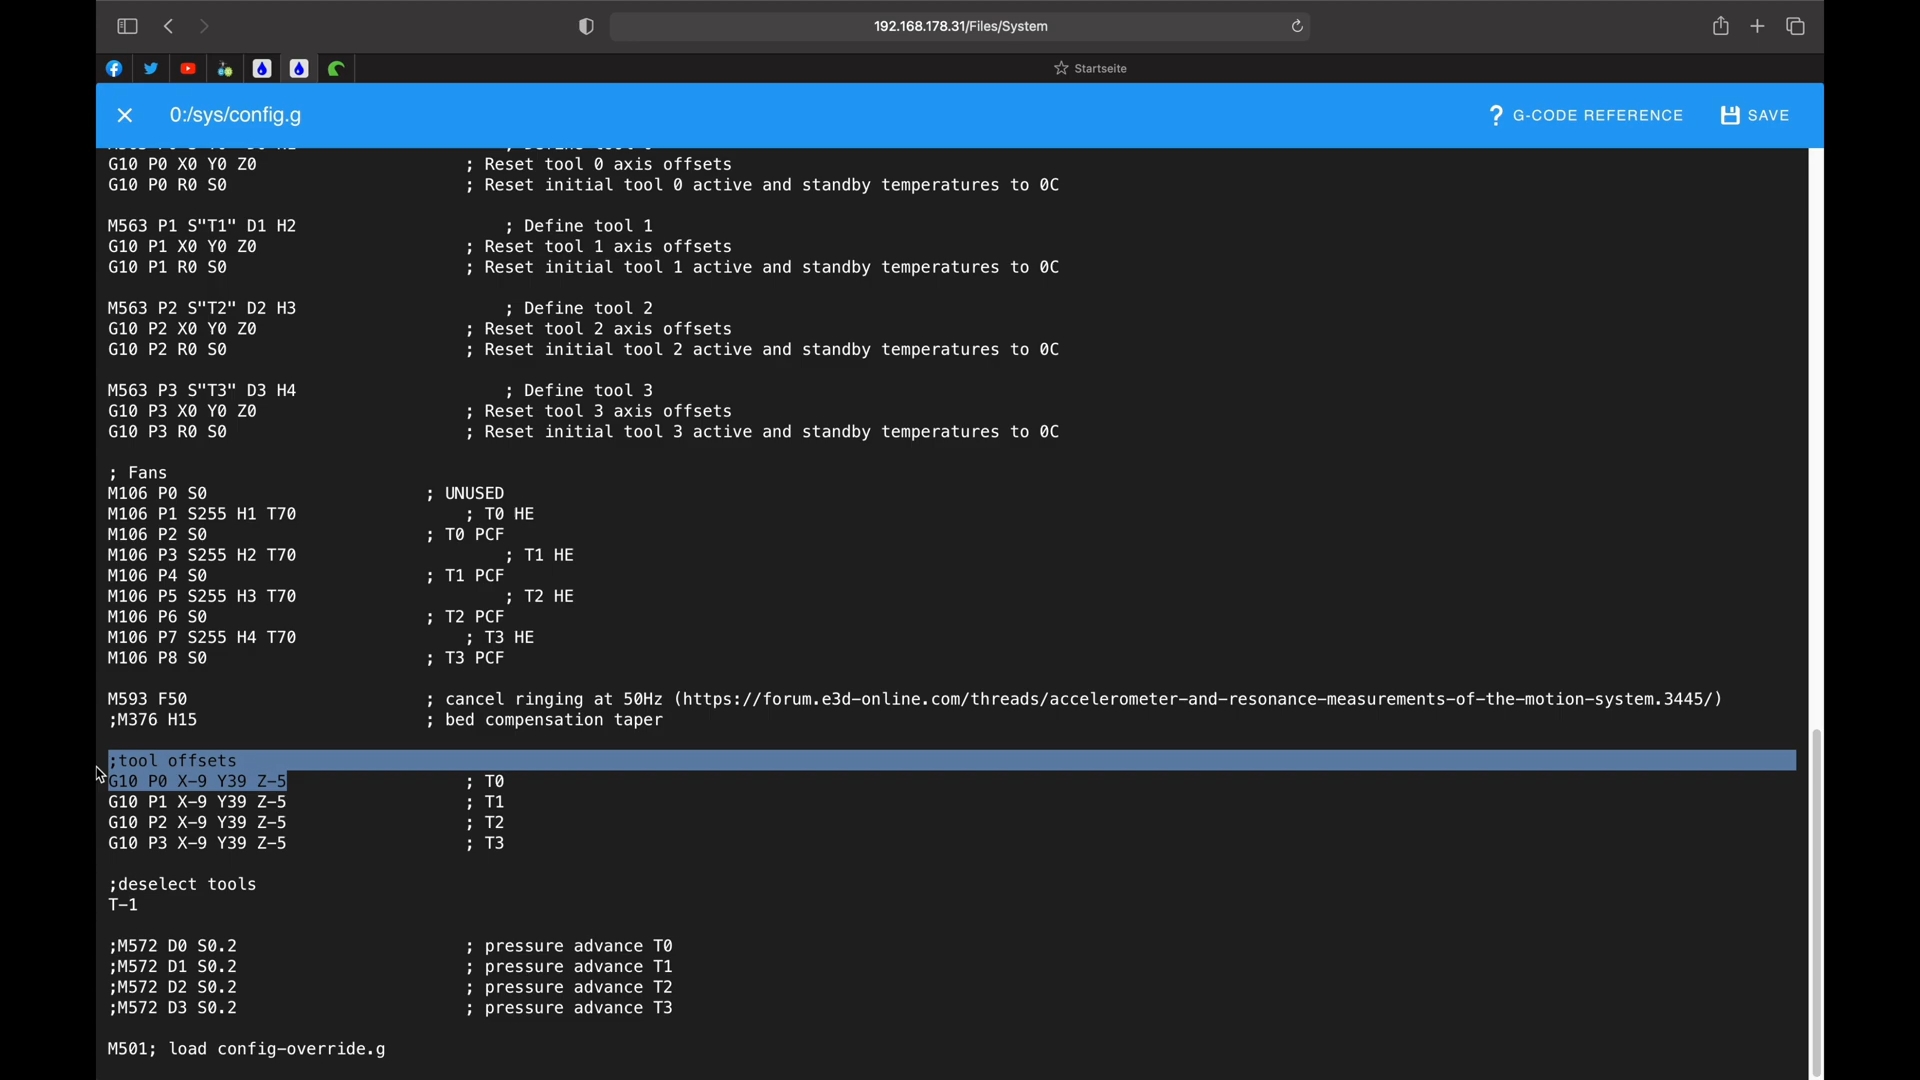 192.168.178.31/Files/System
Startseite
0:/sys/config.g
? G-CODE REFERENCE
SAVE
G10 P0 X0 Y0 Z0 ; Reset tool 0 axis offsets
G10 P0 R0 S0 ; Reset initial tool 0 active and standby temperatures to 0C
M563 P1 S"T1" D1 H2 ; Define tool 1
G10 P1 X0 Y0 Z0 ; Reset tool 1 axis offsets
G10 P1 R0 S0 ; Reset initial tool 1 active and standby temperatures to 0C
M563 P2 S"T2" D2 H3 ; Define tool 2
G10 P2 X0 Y0 Z0 ; Reset tool 2 axis offsets
G10 P2 R0 S0 ; Reset initial tool 2 active and standby temperatures to 0C
M563 P3 S"T3" D3 H4 ; Define tool 3
G10 P3 X0 Y0 Z0 ; Reset tool 3 axis offsets
G10 P3 R0 S0 ; Reset initial tool 3 active and standby temperatures to 0C
; Fans
M106 P0 S0 ; UNUSED
M106 P1 S255 H1 T70 ; T0 HE
M106 P2 S0 ; T0 PCF
M106 P3 S255 H2 T70 ; T1 HE
M106 P4 S0 ; T1 PCF
M106 P5 S255 H3 T70 ; T2 HE
M106 P6 S0 ; T2 PCF
M106 P7 S255 H4 T70 ; T3 HE
M106 P8 S0 ; T3 PCF
M593 F50 ; cancel ringing at 50Hz (https://forum.e3d-online.com/threads/accelerometer-and-resonance-measurements-of-the-motion-system.3445/)
;M376 H15 ; bed compensation taper
;tool offsets
G10 P0 X-9 Y39 Z-5 ; T0
G10 P1 X-9 Y39 Z-5 ; T1
G10 P2 X-9 Y39 Z-5 ; T2
G10 P3 X-9 Y39 Z-5 ; T3
;deselect tools
T-1
;M572 D0 S0.2 ; pressure advance T0
;M572 D1 S0.2 ; pressure advance T1
;M572 D2 S0.2 ; pressure advance T2
;M572 D3 S0.2 ; pressure advance T3
M501; load config-override.g